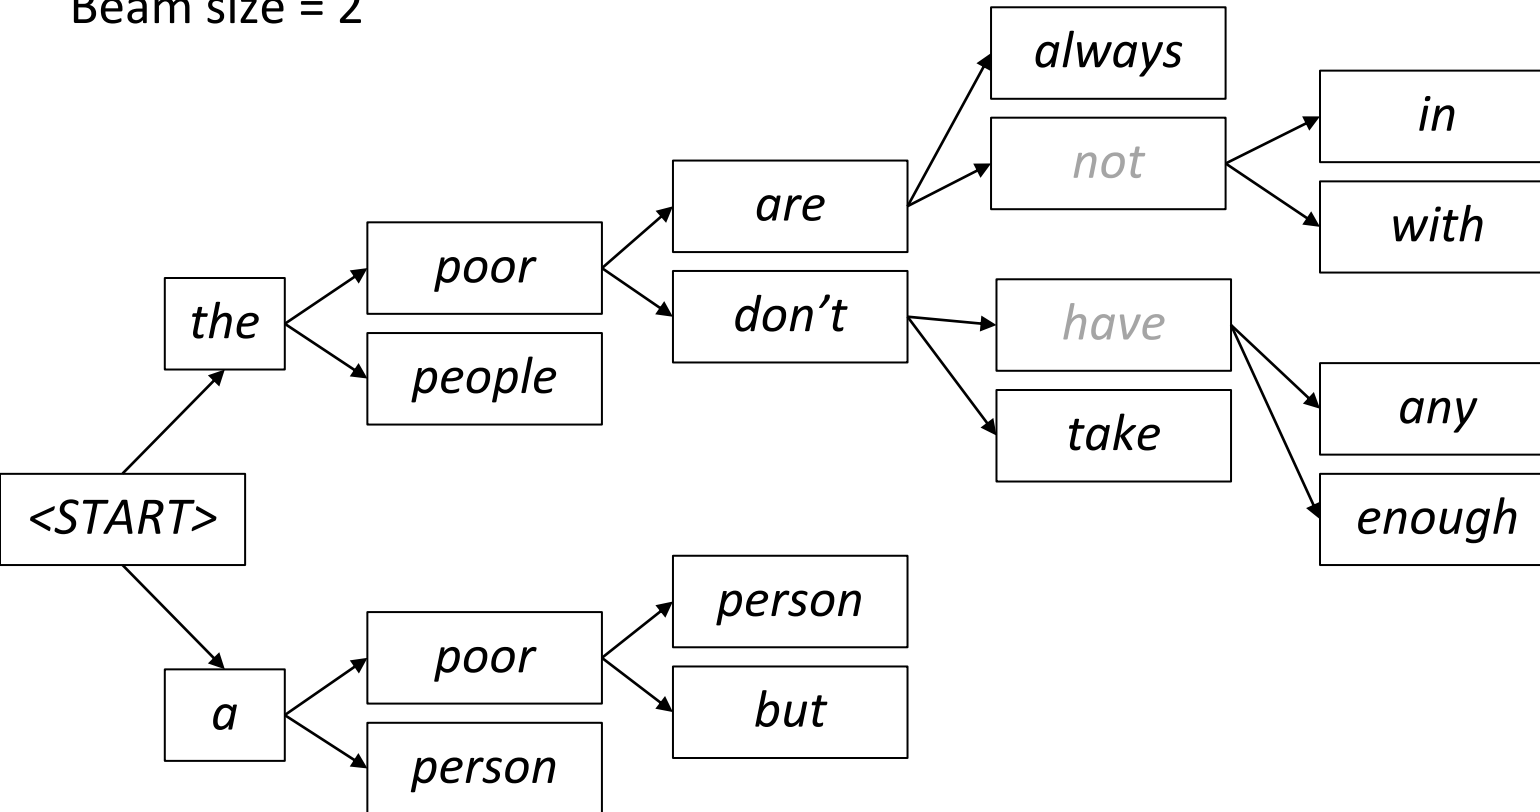 Beam size = 2
always
in
not
are
with
poor
don't
have
the
people
any
take
<START>
enough
person
poor
a
but
person